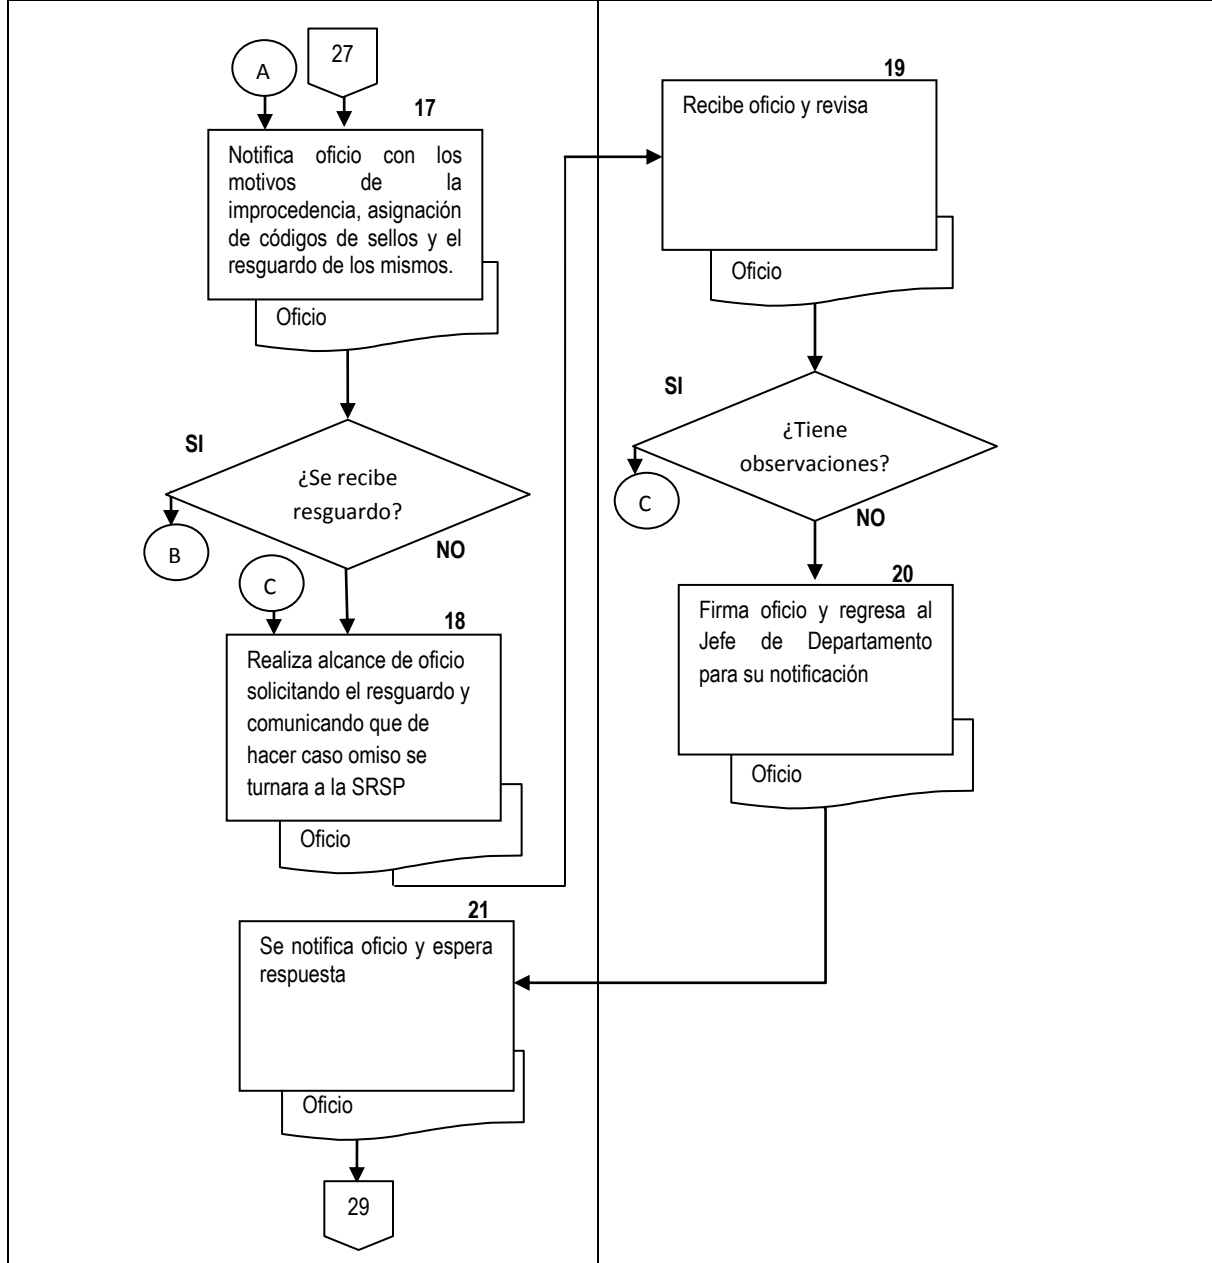 A
27
17
Notifica oficio con los
motivos de la
improcedencia, asignación
de códigos de sellos y el
resguardo de los mismos.
Oficio
SI
¿Se recibe
resguardo?
B
NO
C
18
Realiza alcance de oficio
solicitando el resguardo y
comunicando que de
hacer caso omiso se
turnara a la SRSP
Oficio
19
Recibe oficio y revisa
Oficio
SI
¿Tiene
observaciones?
C
NO
20
Firma oficio y regresa al
Jefe de Departamento
para su notificación
Oficio
21
Se notifica oficio y espera
respuesta
Oficio
29